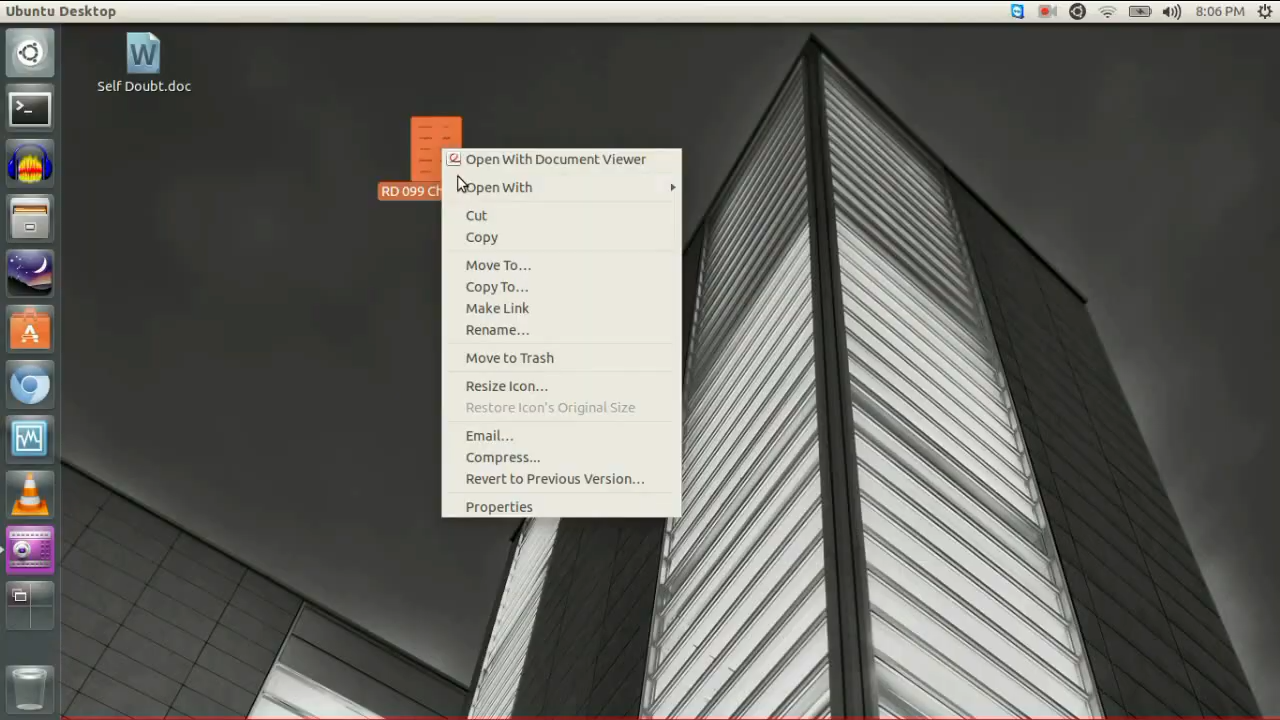 Ubuntu Desktop
8:06 PM
Self Doubt.doc
RD 099 Ch
Open With Document Viewer
Open With
Cut
Copy
Move To...
Copy To...
Make Link
Rename...
Move to Trash
Resize Icon...
Restore Icon's Original Size
Email...
Compress...
Revert to Previous Version...
Properties